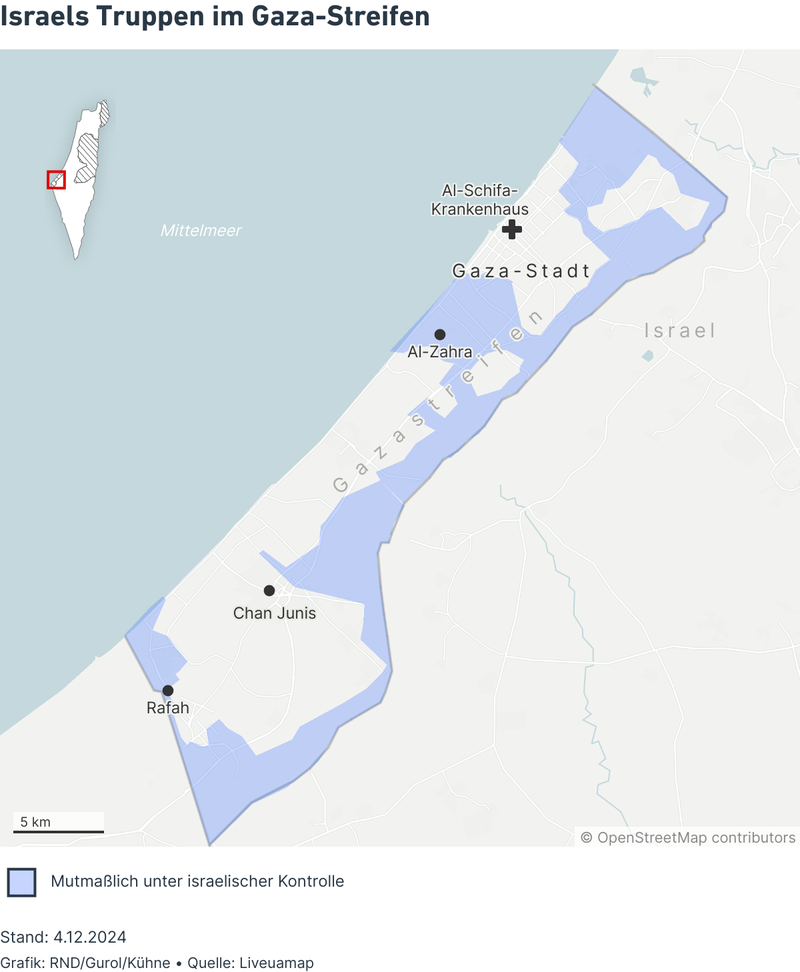 Israels Truppen im Gaza-Streifen
Mittelmeer
Al-Schifa-
Krankenhaus
Gaza-Stadt
Israel
Al-Zahra
Gazastreifen
Chan Junis
Rafah
5 km
© OpenStreetMap contributors
Mutmaßlich unter israelischer Kontrolle
Stand: 4.12.2024
Grafik: RND/Gurol/Kühne • Quelle: Liveuamap